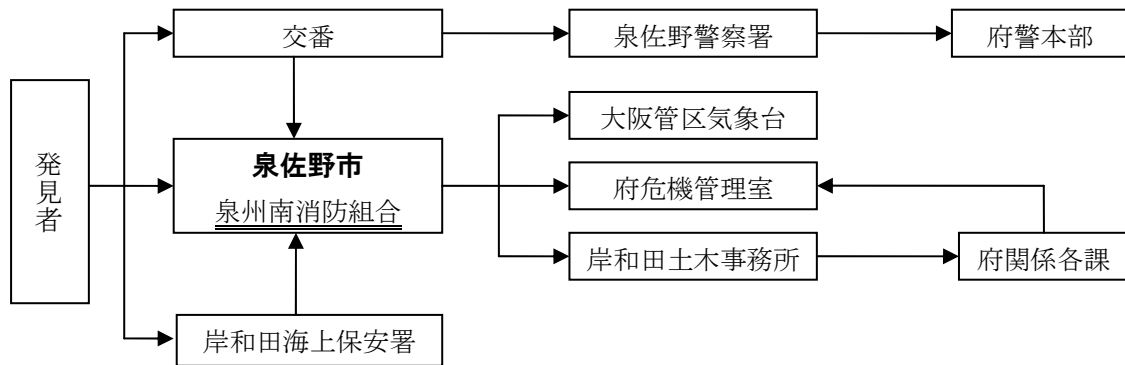 交番
泉佐野警察署
府警本部
発見者
泉佐野市
泉州南消防組合
大阪管区気象台
府危機管理室
岸和田土木事務所
府関係各課
岸和田海上保安署